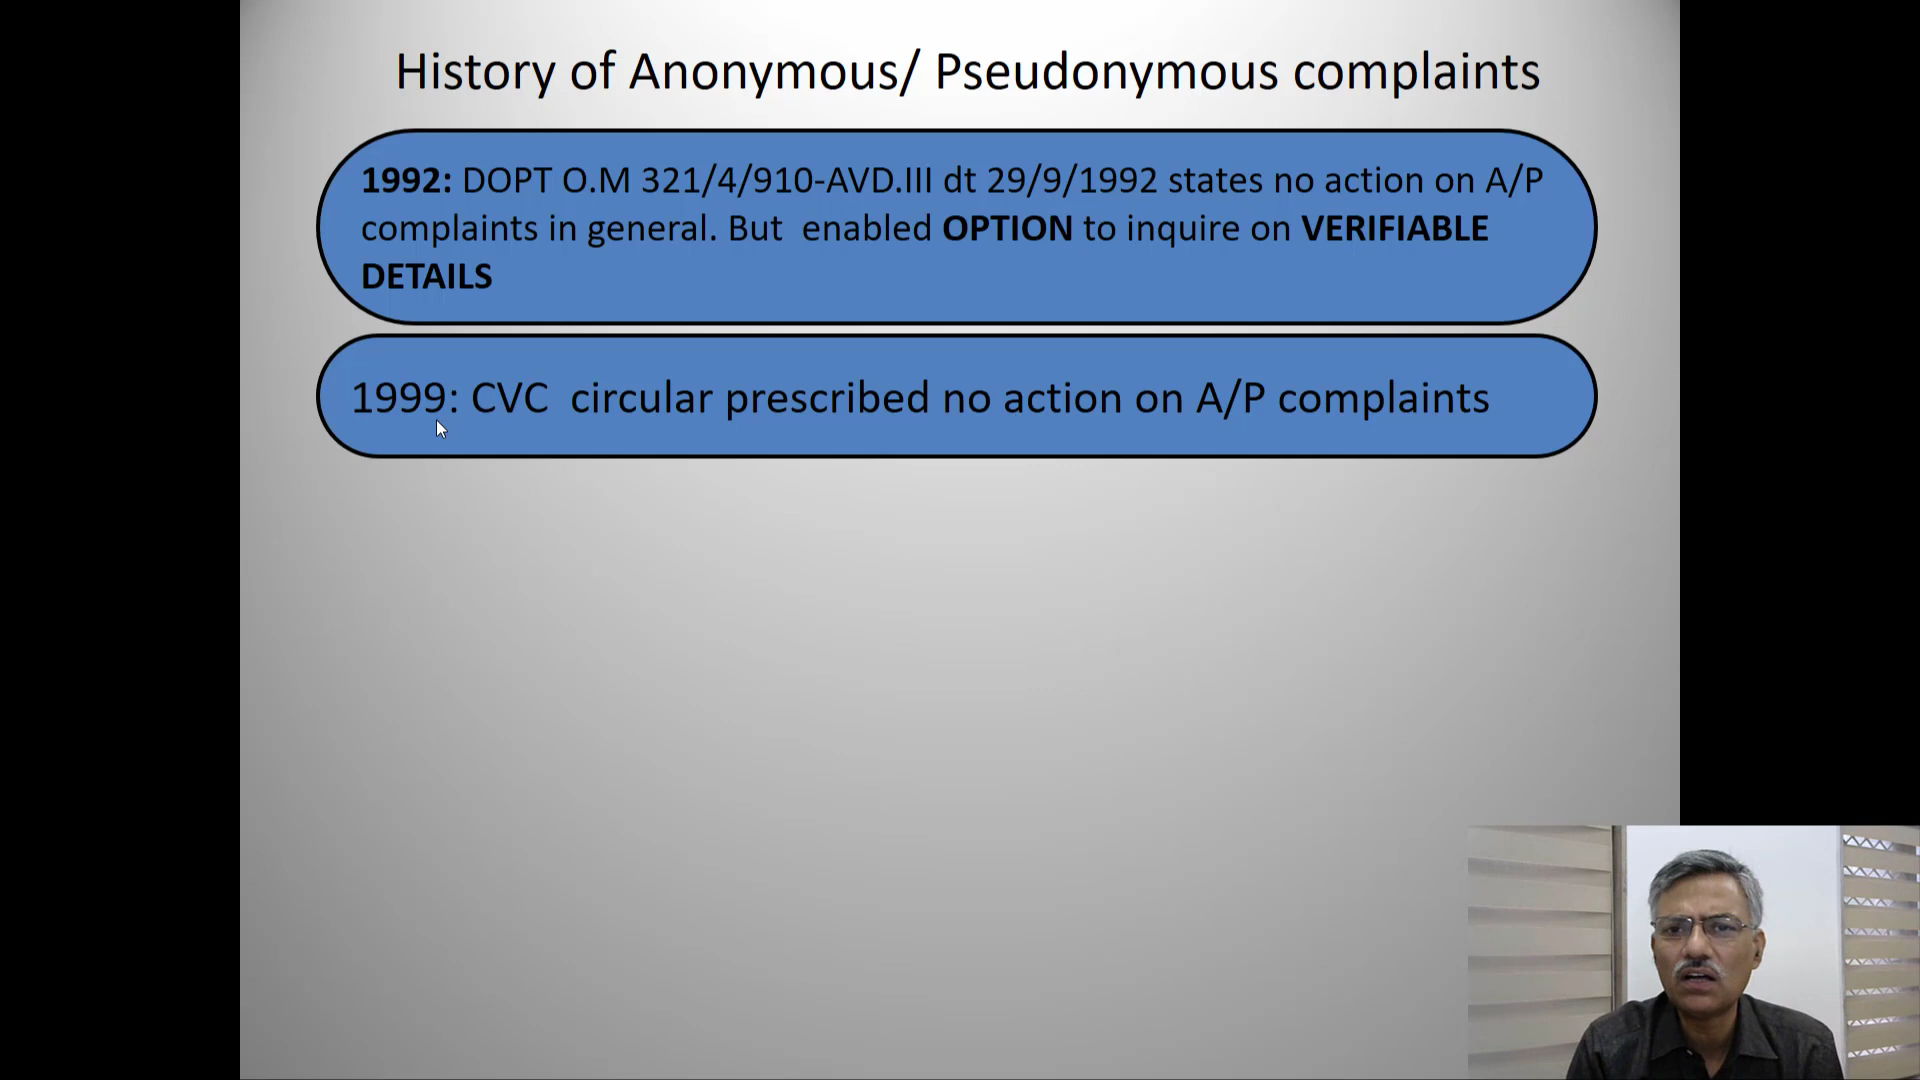 History of Anonymous/ Pseudonymous complaints
1992: DOPT O.M 321/4/910-AVD.III dt 29/9/1992 states no action on A/P
complaints in general. But enabled OPTION to inquire on VERIFIABLE
DETAILS
1999: CVC circular prescribed no action on A/P complaints